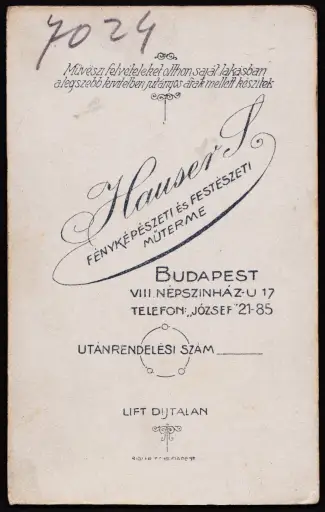 7024
Művészi felvételeket otthon saját lakásban
a legszebb kivitelben jutányos árak mellett készítek
Hauser S
FÉNYKÉPÉSZETI ÉS FESTÉSZETI
MŰTERME
BUDAPEST
VIII. NÉPSZINHÁZ-U 17
TELEFON: „JÓZSEF" 21-85
UTÁNRENDELÉSI SZÁM
LIFT DIJTALAN